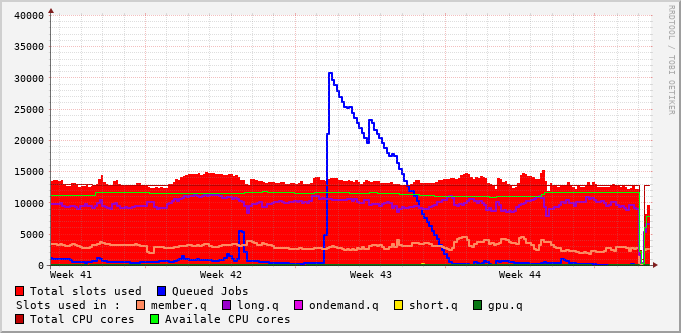 40000
35000
30000
25000
20000
15000
10000
5000
0
Week 41 Week 42 Week 43 Week 44
Total slots used Queued Jobs
Slots used in : member.q long.q ondemand.q short.q gpu.q
Total CPU cores Availale CPU cores
RRDTOOL / TOBI OETIKER